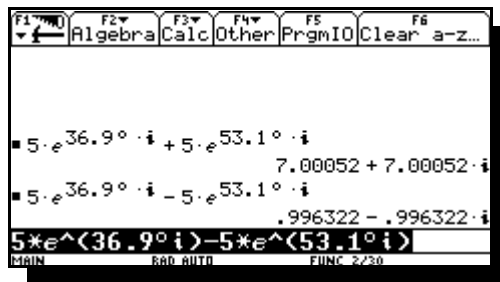 F1 F2 F3 F4 F5 F6
Algebra Calc Other PrgmIO Clear a-z…
▪ 5·e^36.9°·i + 5·e^53.1°·i
7.00052 + 7.00052·i
▪ 5·e^36.9°·i − 5·e^53.1°·i
.996322 − .996322·i
5*e^(36.9°i)-5*e^(53.1°i)
MAIN RAD AUTO FUNC 2/30